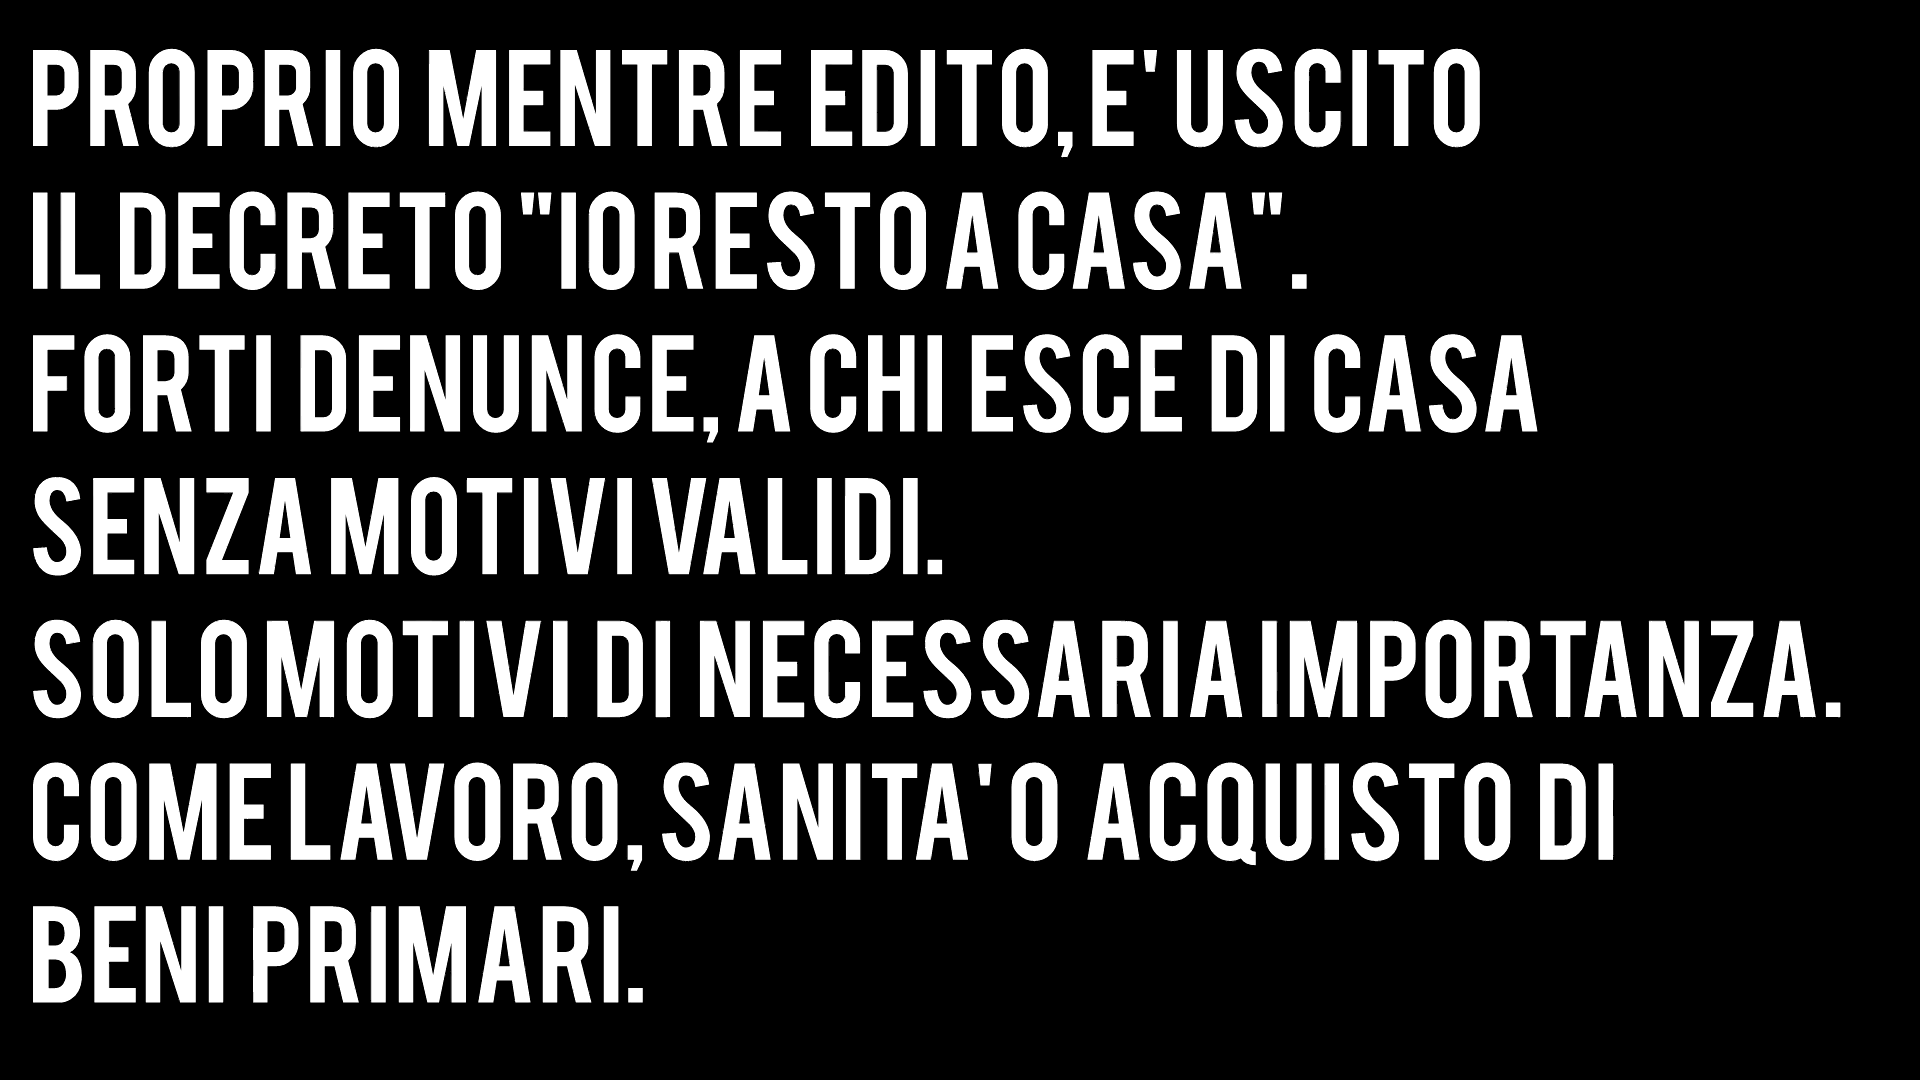 PROPRIO MENTRE EDITO, E' USCITO
IL DECRETO "IO RESTO A CASA" .
FORTI DENUNCE, A CHI ESCE DI CASA
SENZA MOTIVI VALIDI.
SOLO MOTIVI DI NECESSARIA IMPORTANZA.
COME LAVORO, SANITA' O ACQUISTO DI
BENI PRIMARI.